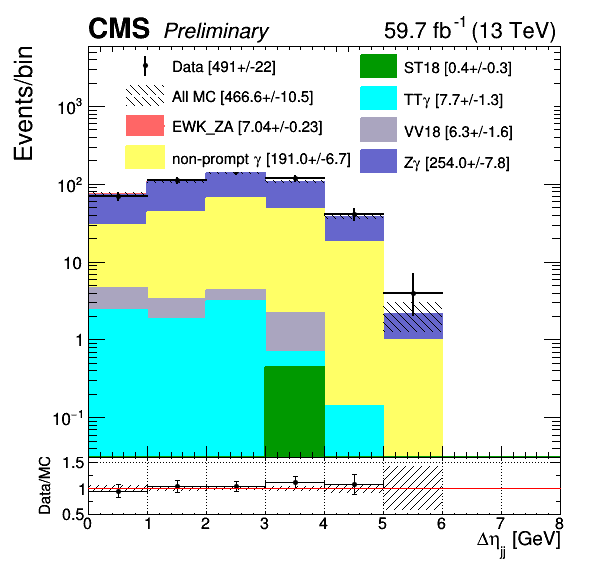 CMS Preliminary 59.7 fb⁻¹ (13 TeV)
Events/bin
Data [491+/-22]
All MC [466.6+/-10.5]
EWK_ZA [7.04+/-0.23]
non-prompt γ [191.0+/-6.7]
ST18 [0.4+/-0.3]
TTγ [7.7+/-1.3]
VV18 [6.3+/-1.6]
Zγ [254.0+/-7.8]
10³
10²
10
1
10⁻¹
Data/MC
1.5
1
0.5
0 1 2 3 4 5 6 7 8
Δη_jj [GeV]